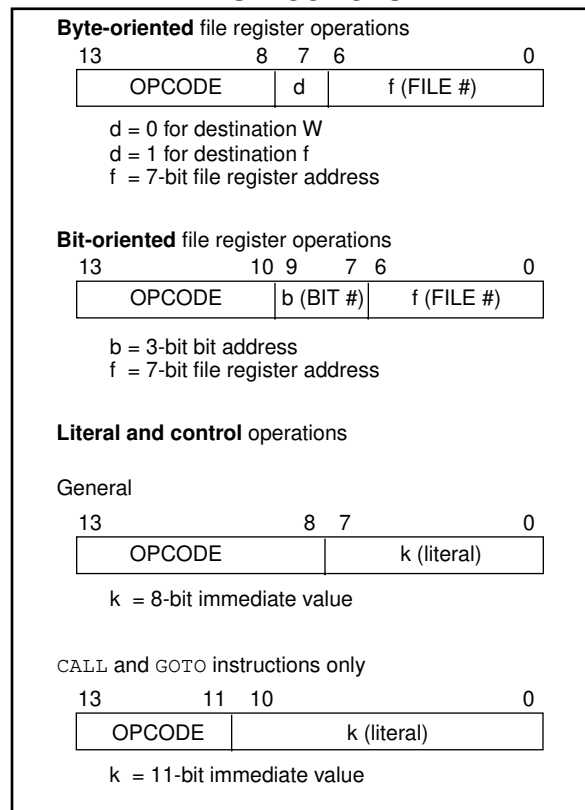 Byte-oriented file register operations
13 8 7 6 0
OPCODE d f (FILE #)
d = 0 for destination W
d = 1 for destination f
f = 7-bit file register address
Bit-oriented file register operations
13 10 9 7 6 0
OPCODE b (BIT #) f (FILE #)
b = 3-bit bit address
f = 7-bit file register address
Literal and control operations
General
13 8 7 0
OPCODE k (literal)
k = 8-bit immediate value
CALL and GOTO instructions only
13 11 10 0
OPCODE k (literal)
k = 11-bit immediate value